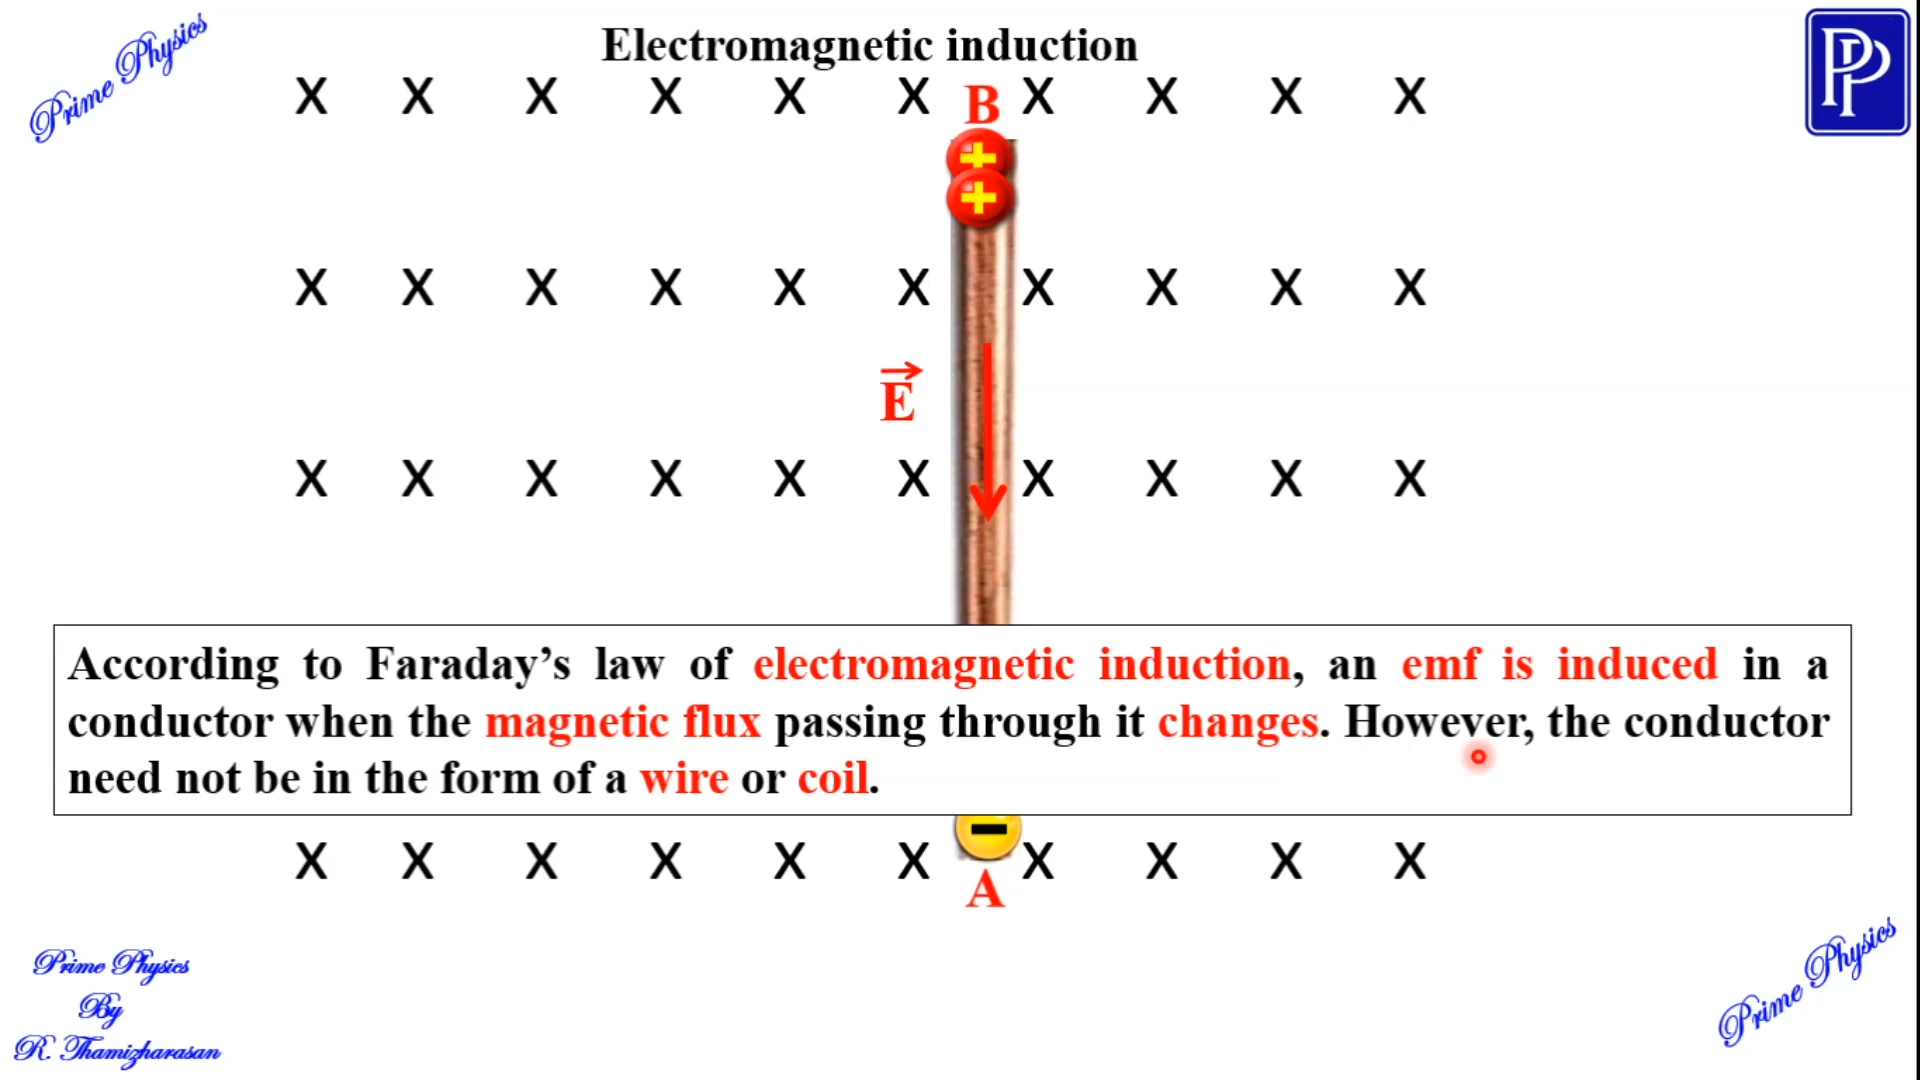 Prime Physics
Electromagnetic induction
PP
X X X X X X B X X X X
+
+
X X X X X X X X X X
E
X X X X X X X X X X
According to Faraday’s law of electromagnetic induction, an emf is induced in a
conductor when the magnetic flux passing through it changes. However, the conductor
need not be in the form of a wire or coil.
−
X X X X X X X X X X
A
Prime Physics
By
R. Thamizharasan
Prime Physics